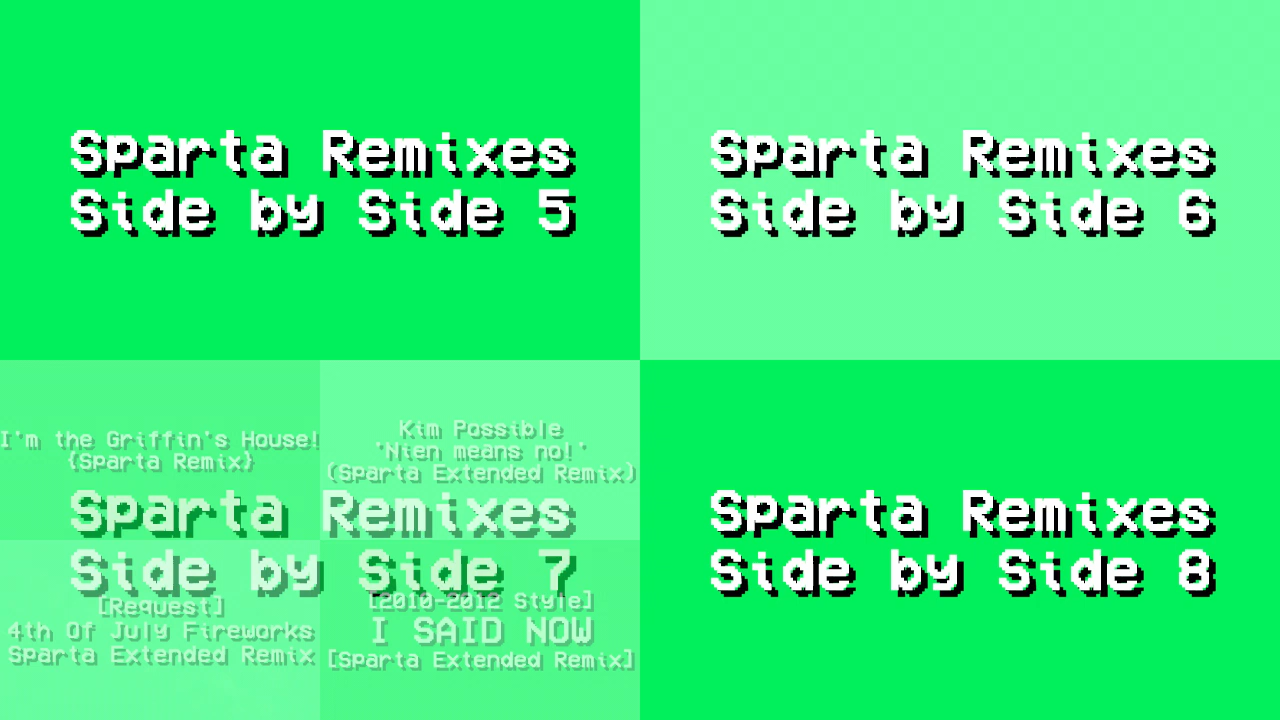 Sparta Remixes
Side by Side 5
Sparta Remixes
Side by Side 6
I'm the Griffin's House!
{Sparta Remix}
Kim Possible
'Nien means no!'
(Sparta Extended Remix)
Sparta Remixes
Side by Side 7
[Request]
4th Of July Fireworks
Sparta Extended Remix
[2010-2012 Style]
I SAID NOW
[Sparta Extended Remix]
Sparta Remixes
Side by Side 8